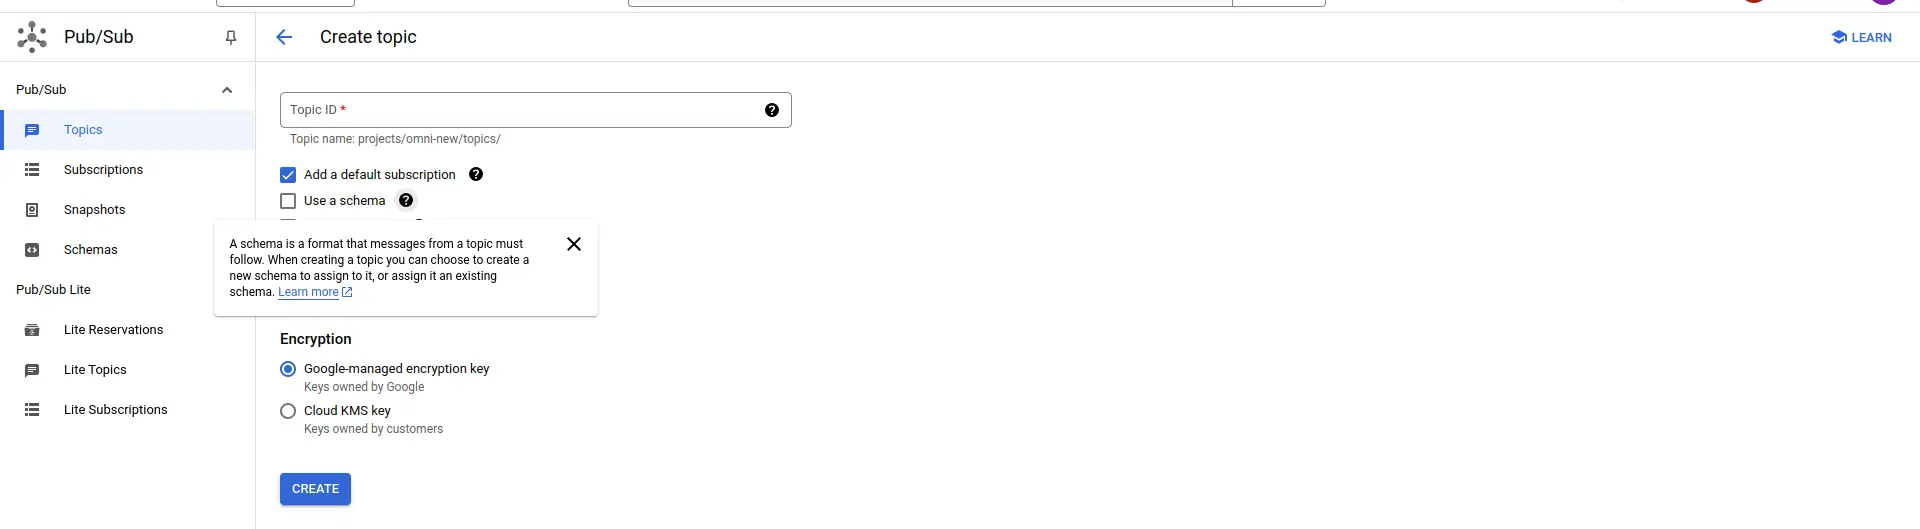 Pub/Sub
Create topic
LEARN
Pub/Sub
Topics
Subscriptions
Snapshots
Schemas
Pub/Sub Lite
Lite Reservations
Lite Topics
Lite Subscriptions
Topic ID *
Topic name: projects/omni-new/topics/
Add a default subscription
Use a schema
A schema is a format that messages from a topic must
follow. When creating a topic you can choose to create a
new schema to assign to it, or assign it an existing
schema. Learn more
Encryption
Google-managed encryption key
Keys owned by Google
Cloud KMS key
Keys owned by customers
CREATE